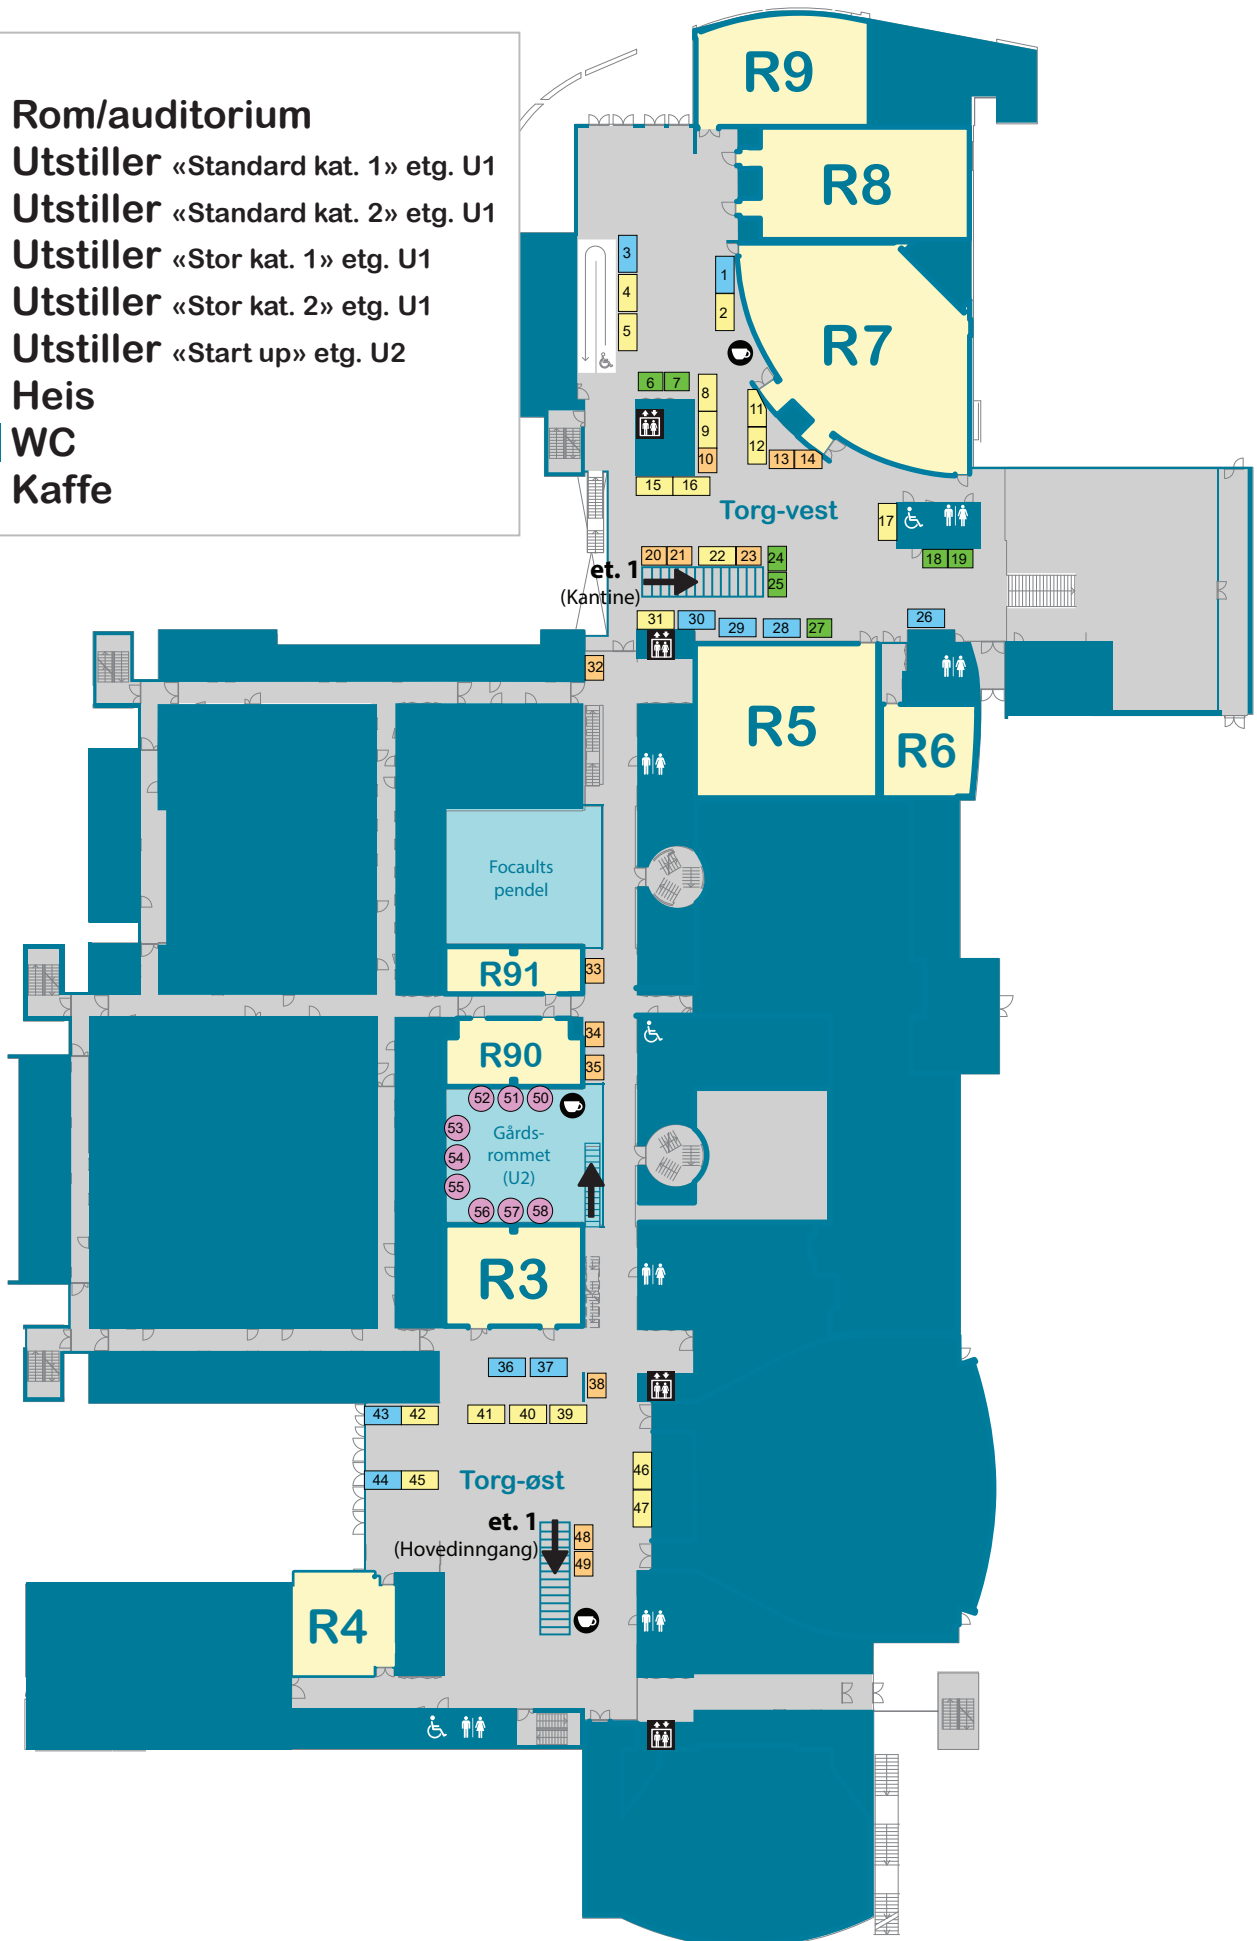 Rom/auditorium
Utstiller «Standard kat. 1» etg. U1
Utstiller «Standard kat. 2» etg. U1
Utstiller «Stor kat. 1» etg. U1
Utstiller «Stor kat. 2» etg. U1
Utstiller «Start up» etg. U2
Heis
WC
Kaffe
R9
R8
3
1
4
2
5
R7
6 7
8
11
9
12
10
13 14
15 16
Torg-vest
17
20 21 22 23 24
18 19
et. 1
25
(Kantine)
31 30 29 28 27 26
32
R5
R6
Focaults
pendel
R91
33
34
R90
35
52 51 50
53
Gårds-
rommet
(U2)
54
55
56 57 58
R3
36 37
38
43 42 41 40 39
46
44 45
Torg-øst
47
et. 1
(Hovedinngang)
48
49
R4